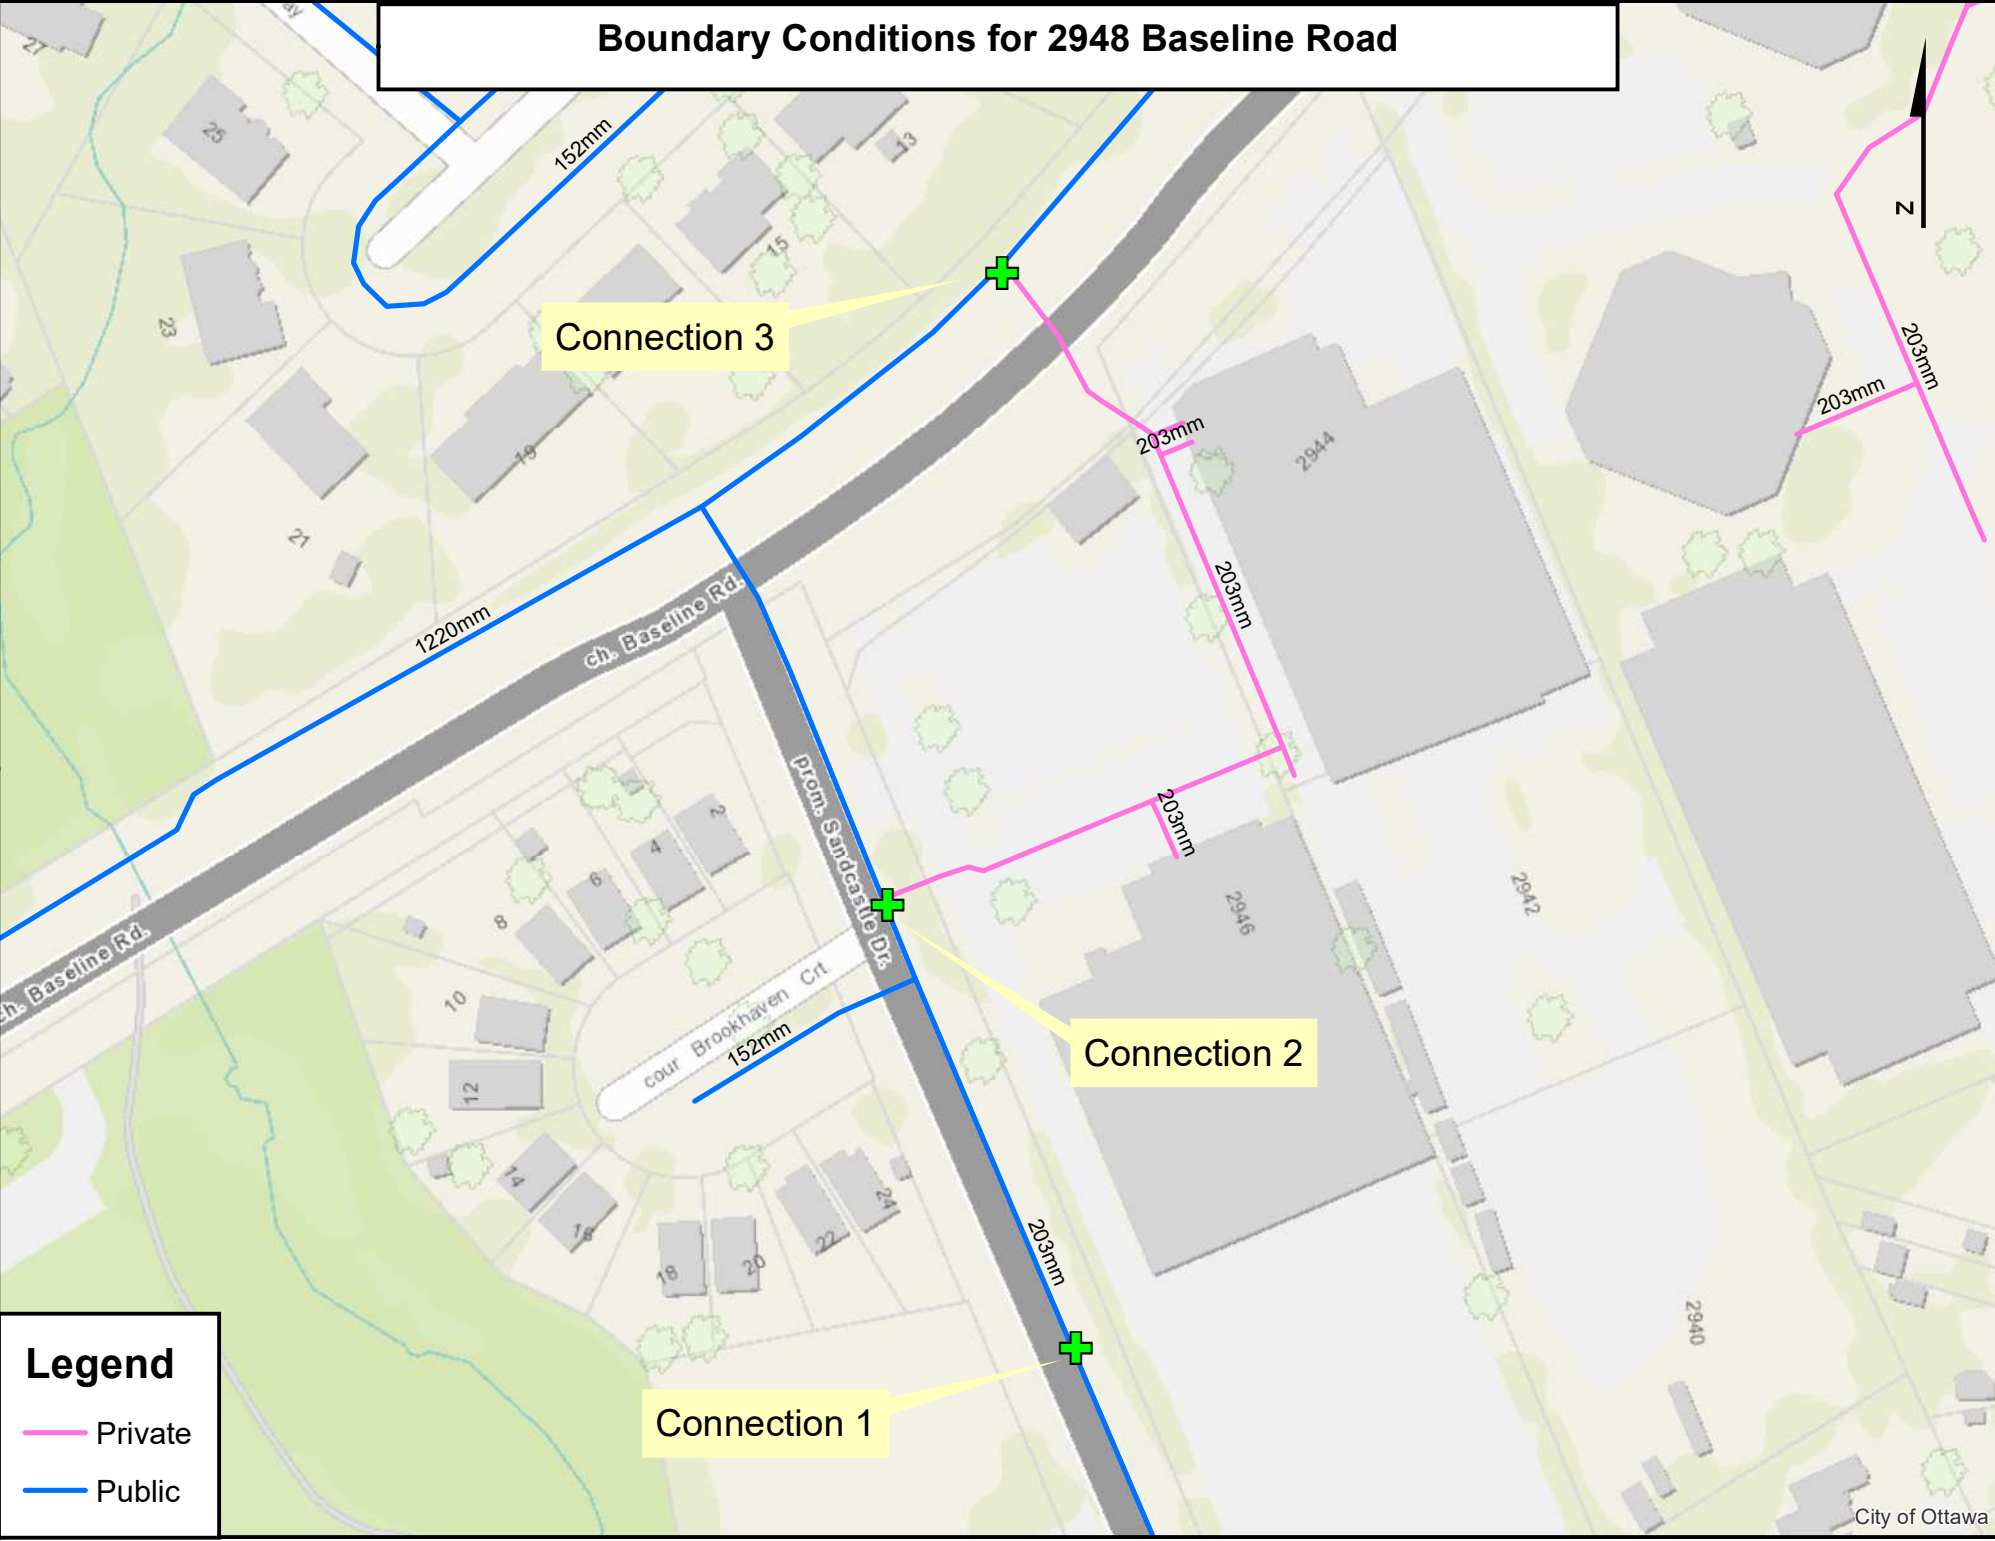 Boundary Conditions for 2948 Baseline Road
27
25
152mm
13
15
23
Connection 3
19
21
1220mm
ch. Baseline Rd.
203mm
2944
203mm
203mm
203mm
z
prom. Sandcastle Dr.
203mm
2
4
6
8
10
12
14
16
18
20
22
24
ch. Baseline Rd.
cour Brookhaven Crt.
152mm
2946
2942
Connection 2
203mm
2940
Connection 1
Legend
Private
Public
City of Ottawa